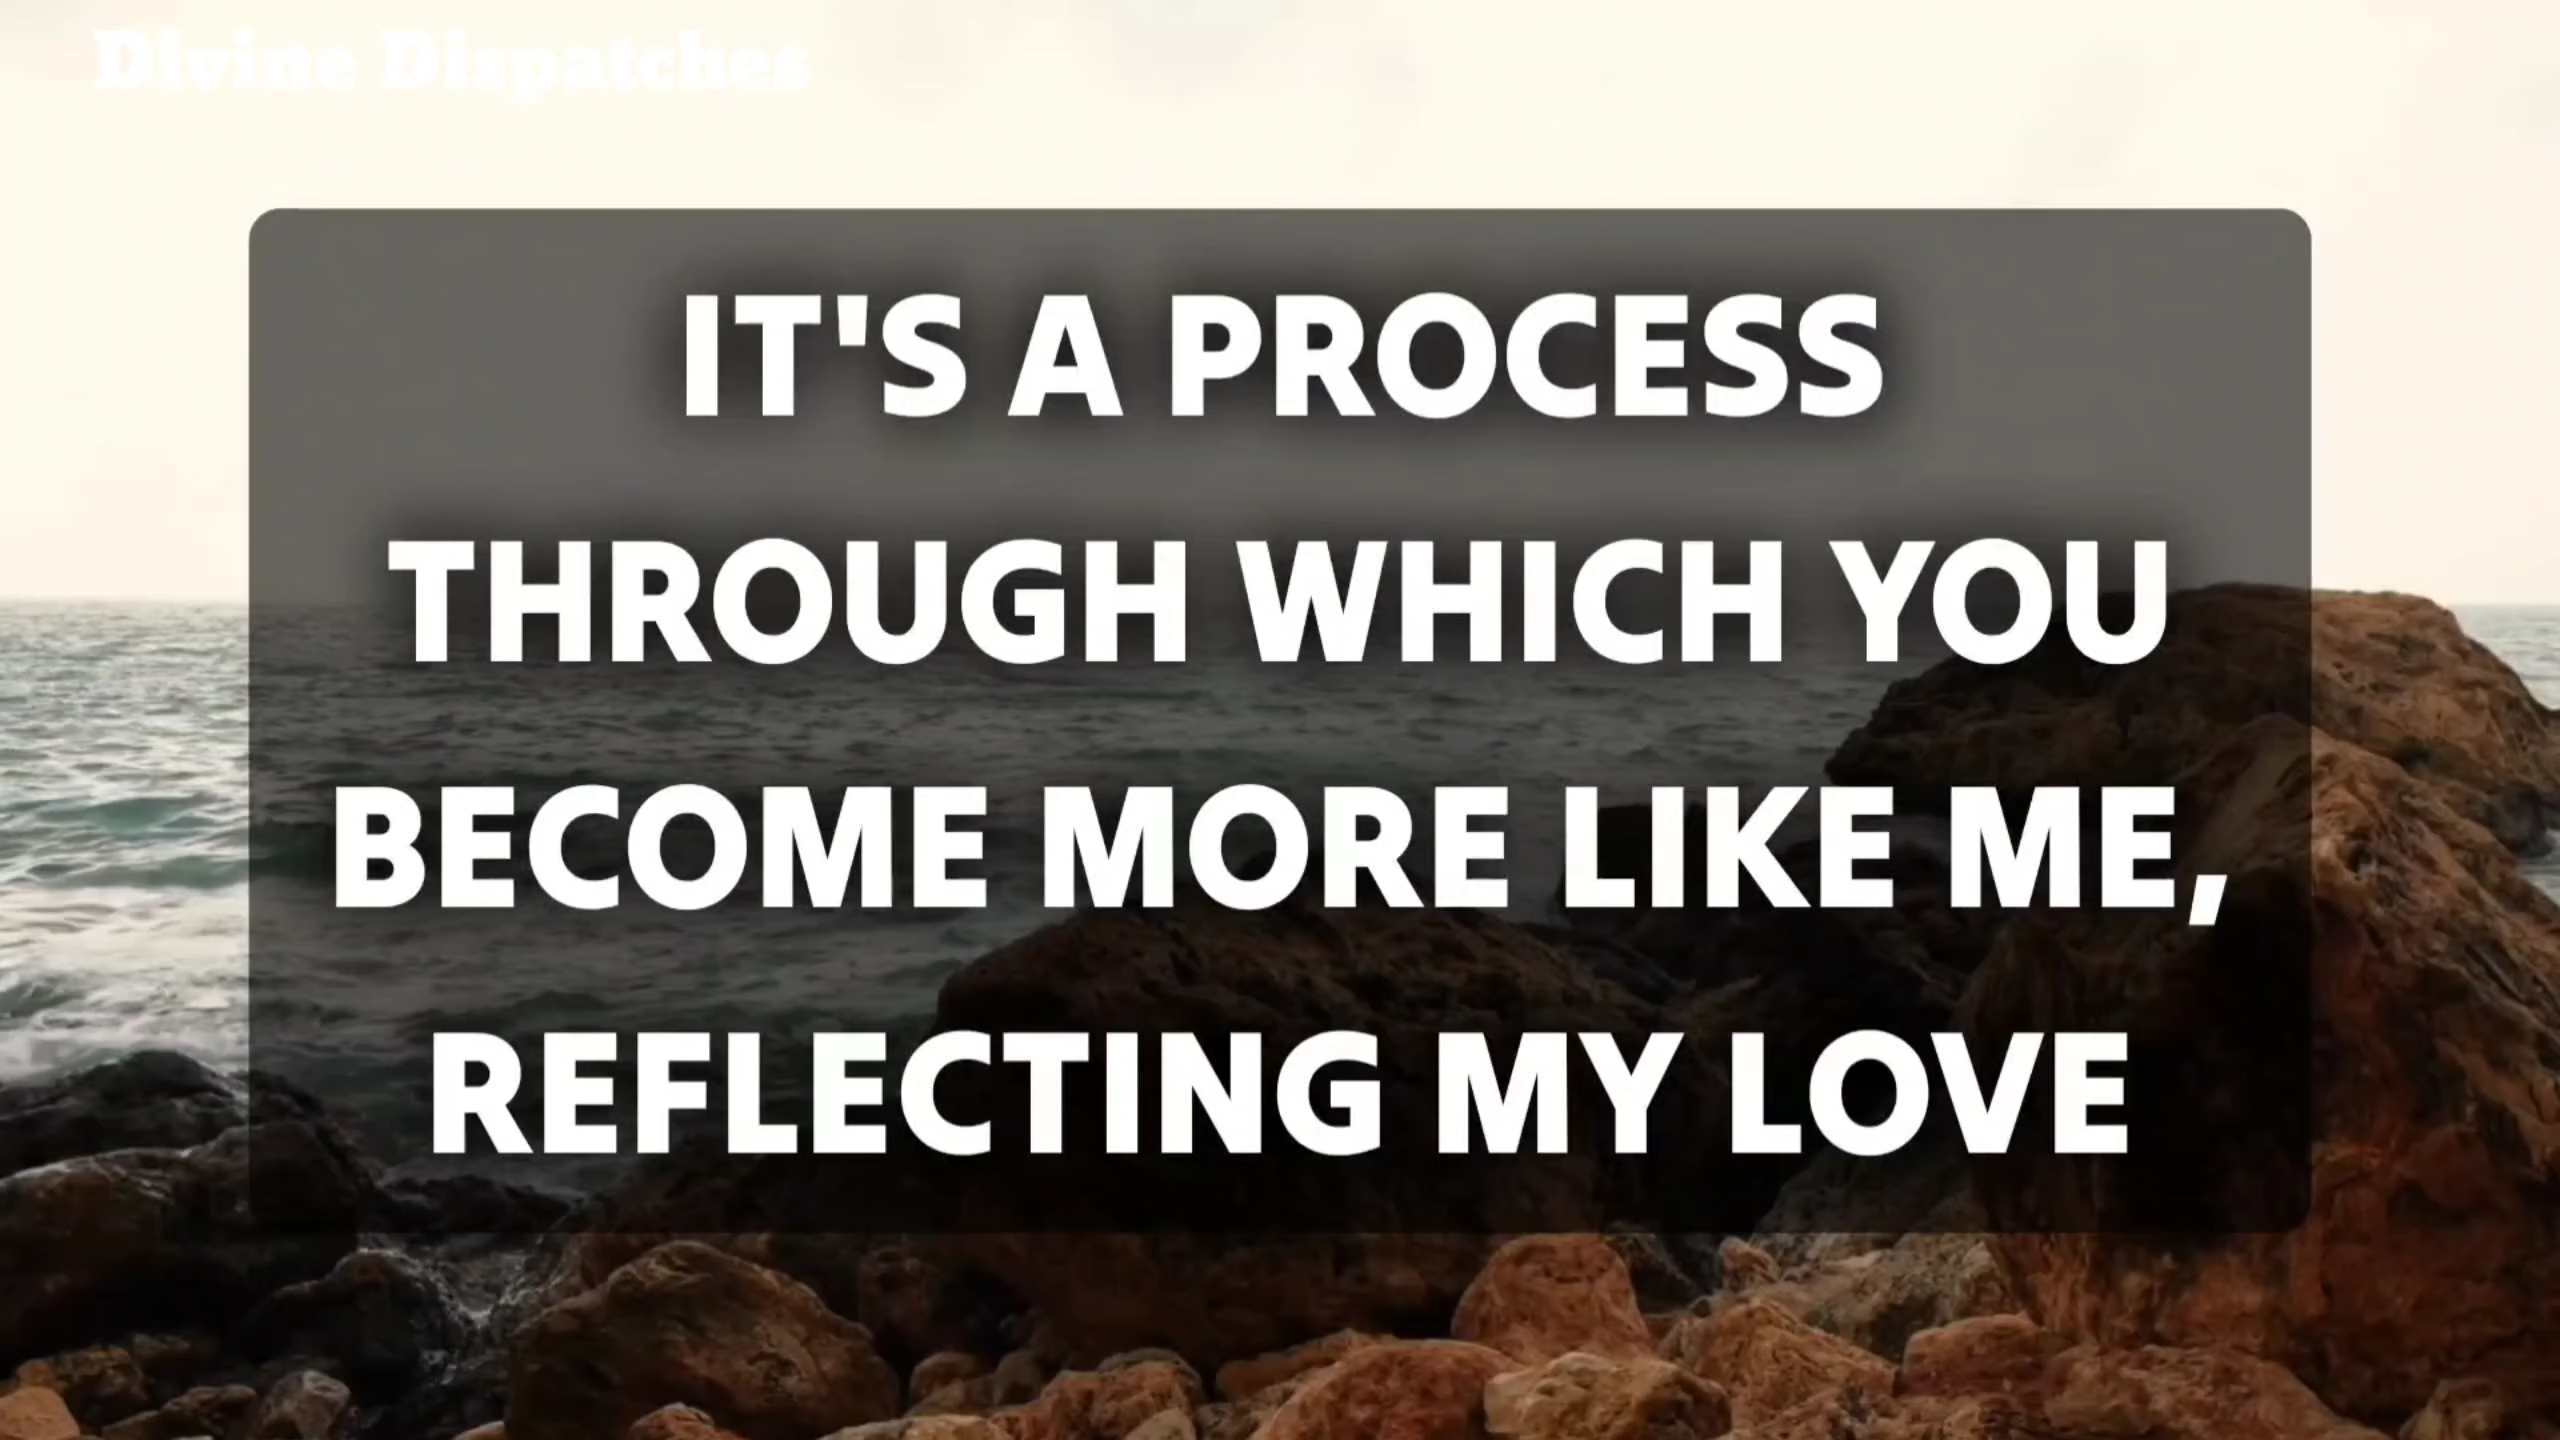 Divine Dispatches
IT'S A PROCESS
THROUGH WHICH YOU
BECOME MORE LIKE ME,
REFLECTING MY LOVE